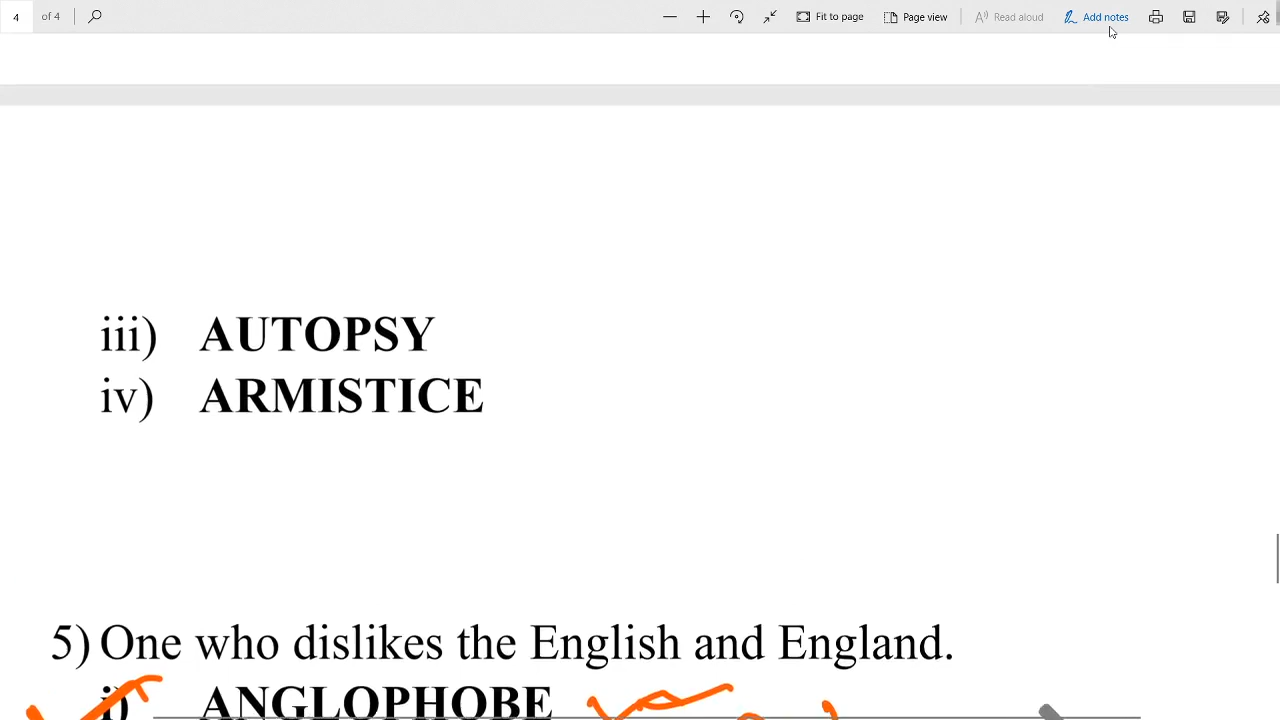 4 of 4 Fit to page Page view Read aloud Add notes
iii) AUTOPSY
iv) ARMISTICE
5) One who dislikes the English and England.
i) ANGLOPHOBE